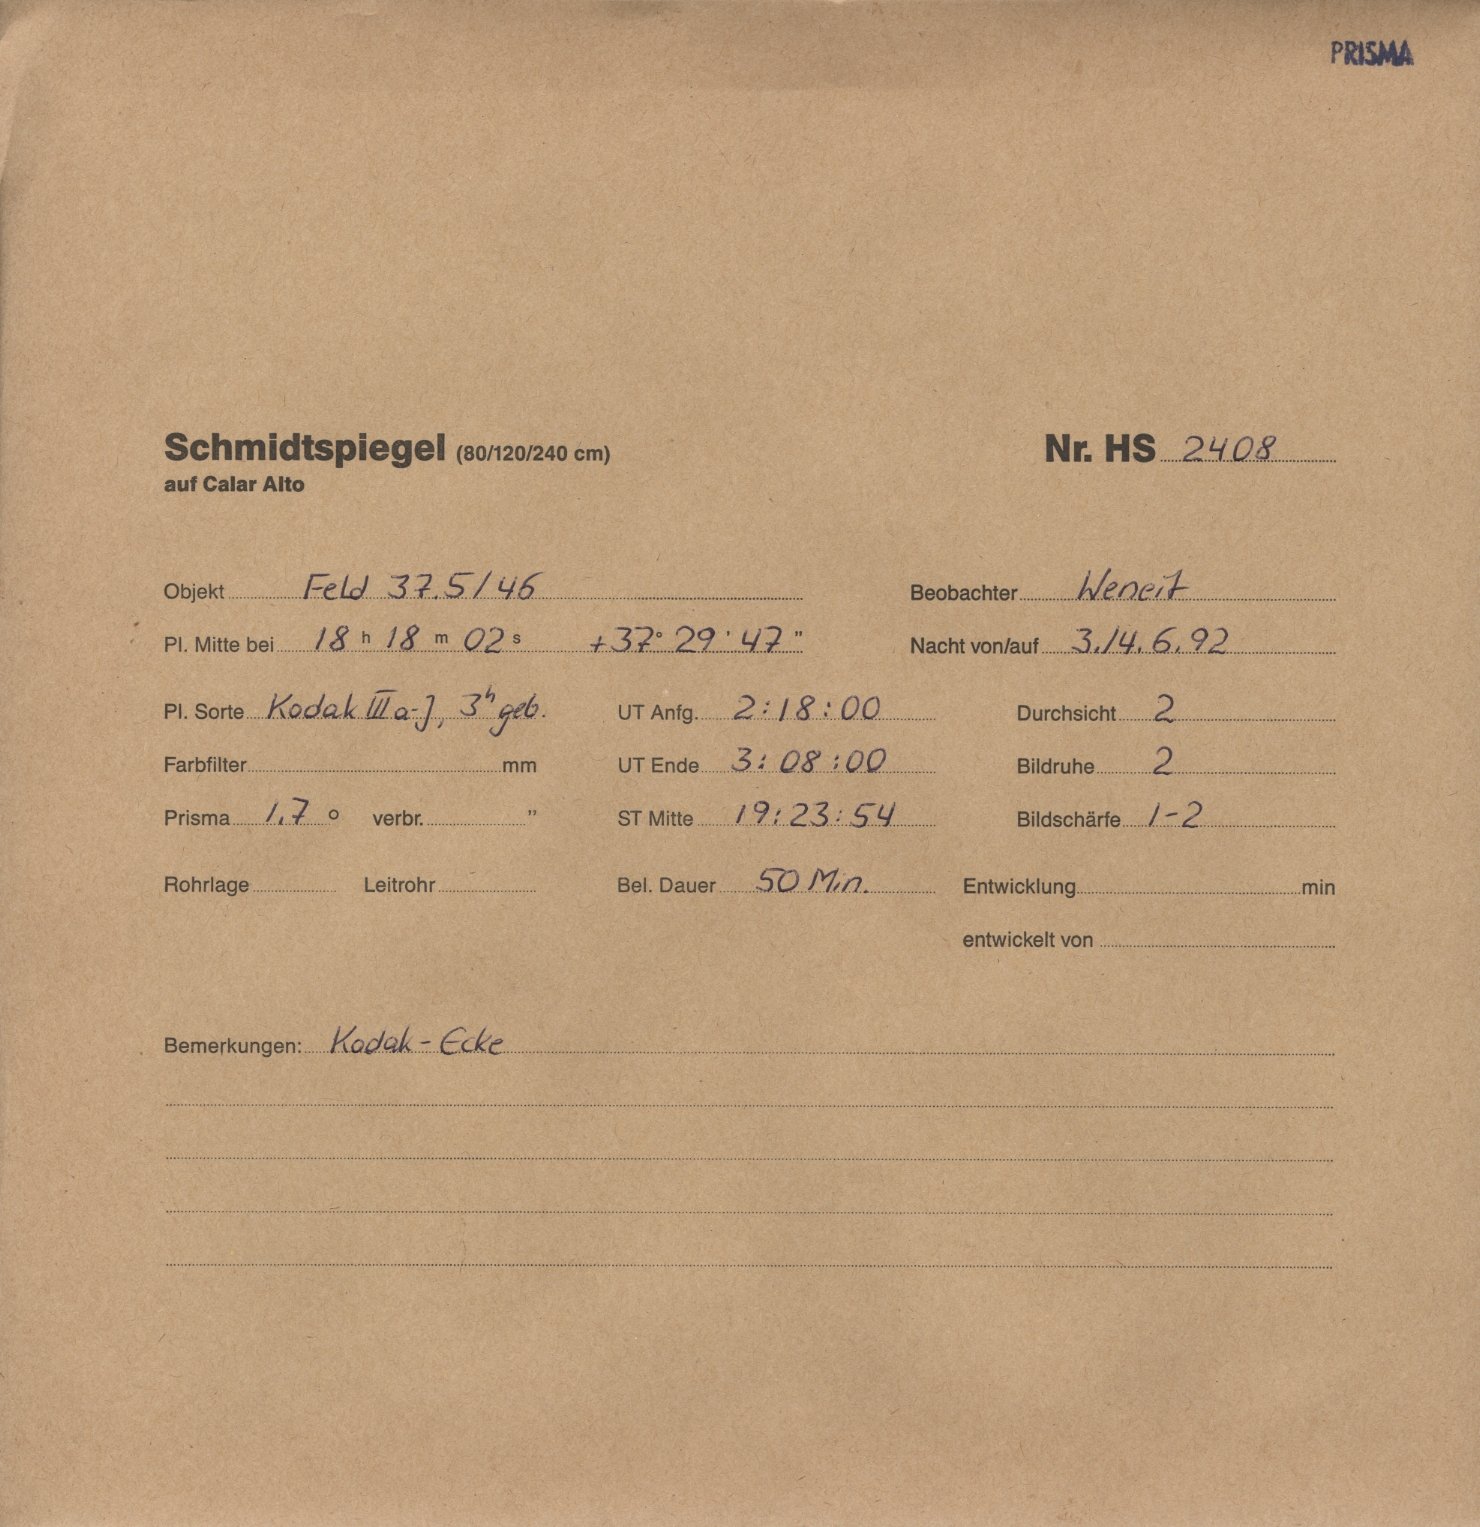 PRISMA
Schmidtspiegel (80/120/240 cm) Nr. HS 2408
auf Calar Alto
Objekt Feld 37.5/46 Beobachter Weneit
Pl. Mitte bei 18 h 18 m 02 s +37° 29 ' 47 " Nacht von/auf 3./4.6.92
Pl. Sorte Kodak III a-J, 3h geb. UT Anfg. 2:18:00 Durchsicht 2
Farbfilter mm UT Ende 3:08:00 Bildruhe 2
Prisma 1,7 ° verbr. " ST Mitte 19:23:54 Bildschärfe 1-2
Rohrlage Leitrohr Bel. Dauer 50 Min. Entwicklung min
entwickelt von
Bemerkungen: Kodak-Ecke